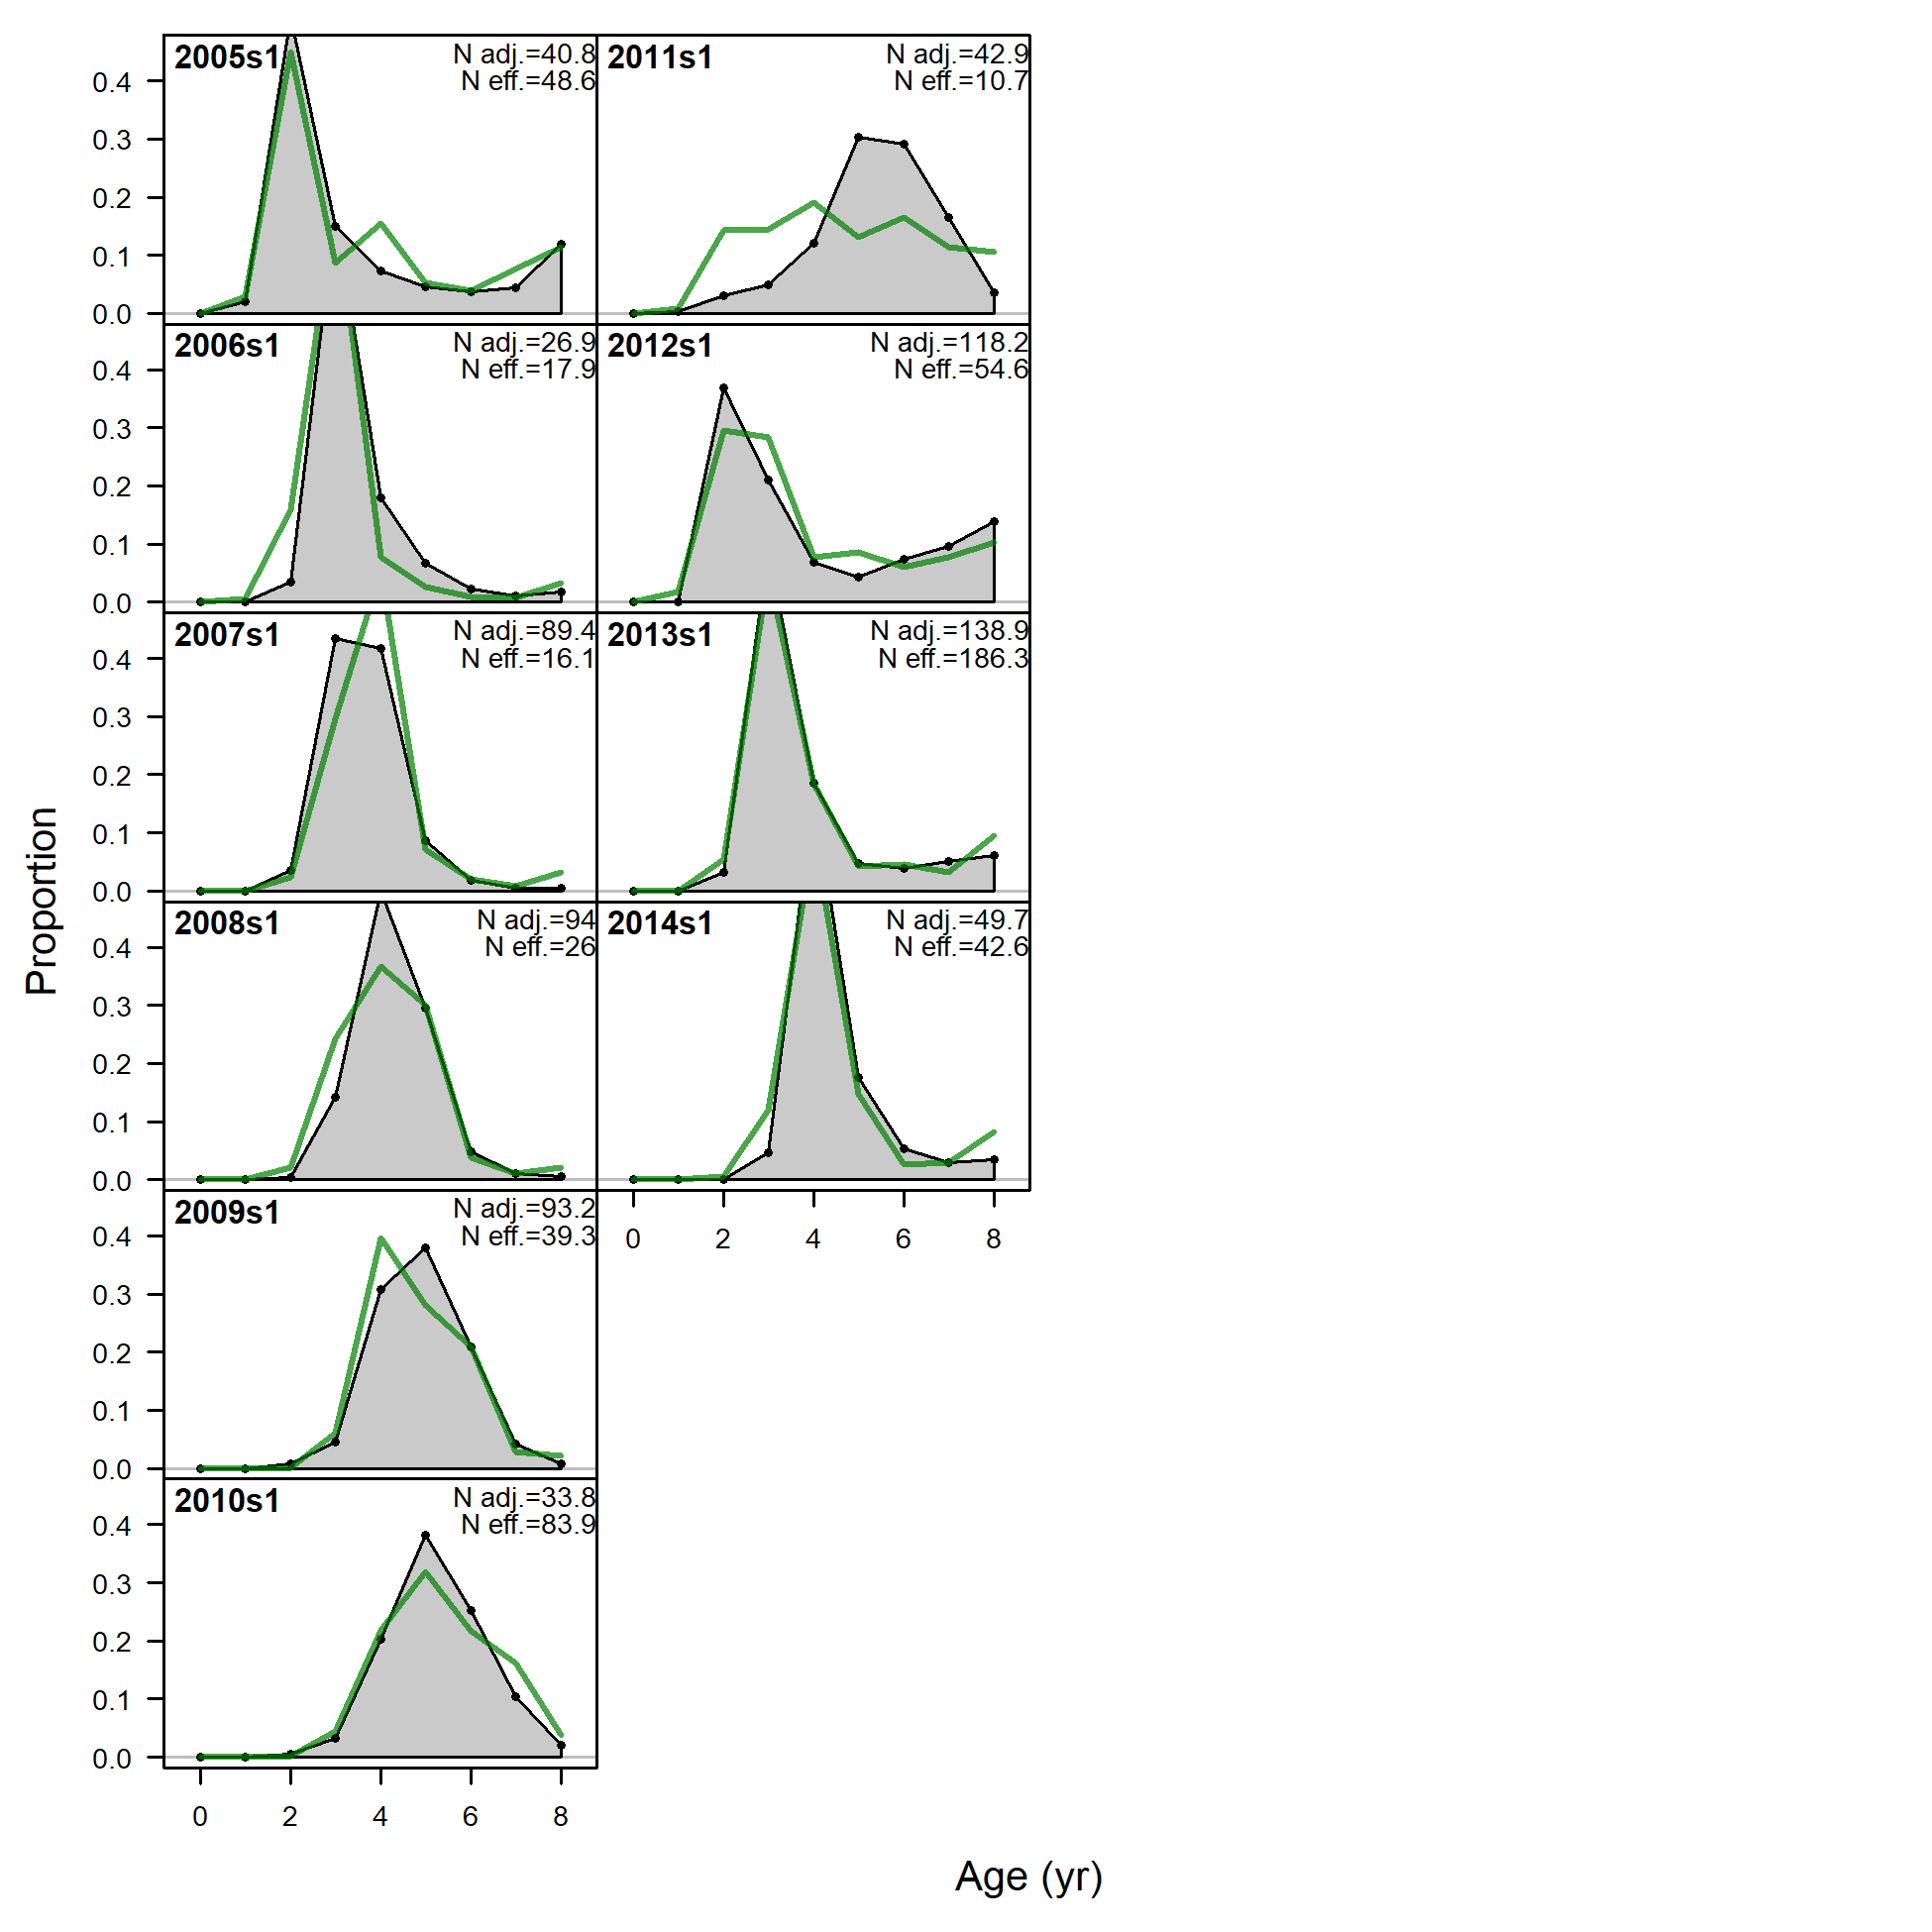 2005s1
N adj.=40.8
N eff.=48.6
0.4
0.3
0.2
0.1
0.0
2006s1
N adj.=26.9
N eff.=17.9
0.4
0.3
0.2
0.1
0.0
2007s1
N adj.=89.4
N eff.=16.1
0.4
0.3
0.2
0.1
0.0
2008s1
N adj.=94
N eff.=26
0.4
0.3
0.2
0.1
0.0
2009s1
N adj.=93.2
N eff.=39.3
0.4
0.3
0.2
0.1
0.0
2010s1
N adj.=33.8
N eff.=83.9
0.4
0.3
0.2
0.1
0.0
0 2 4 6 8
2011s1
N adj.=42.9
N eff.=10.7
2012s1
N adj.=118.2
N eff.=54.6
2013s1
N adj.=138.9
N eff.=186.3
2014s1
N adj.=49.7
N eff.=42.6
0 2 4 6 8
Proportion
Age (yr)